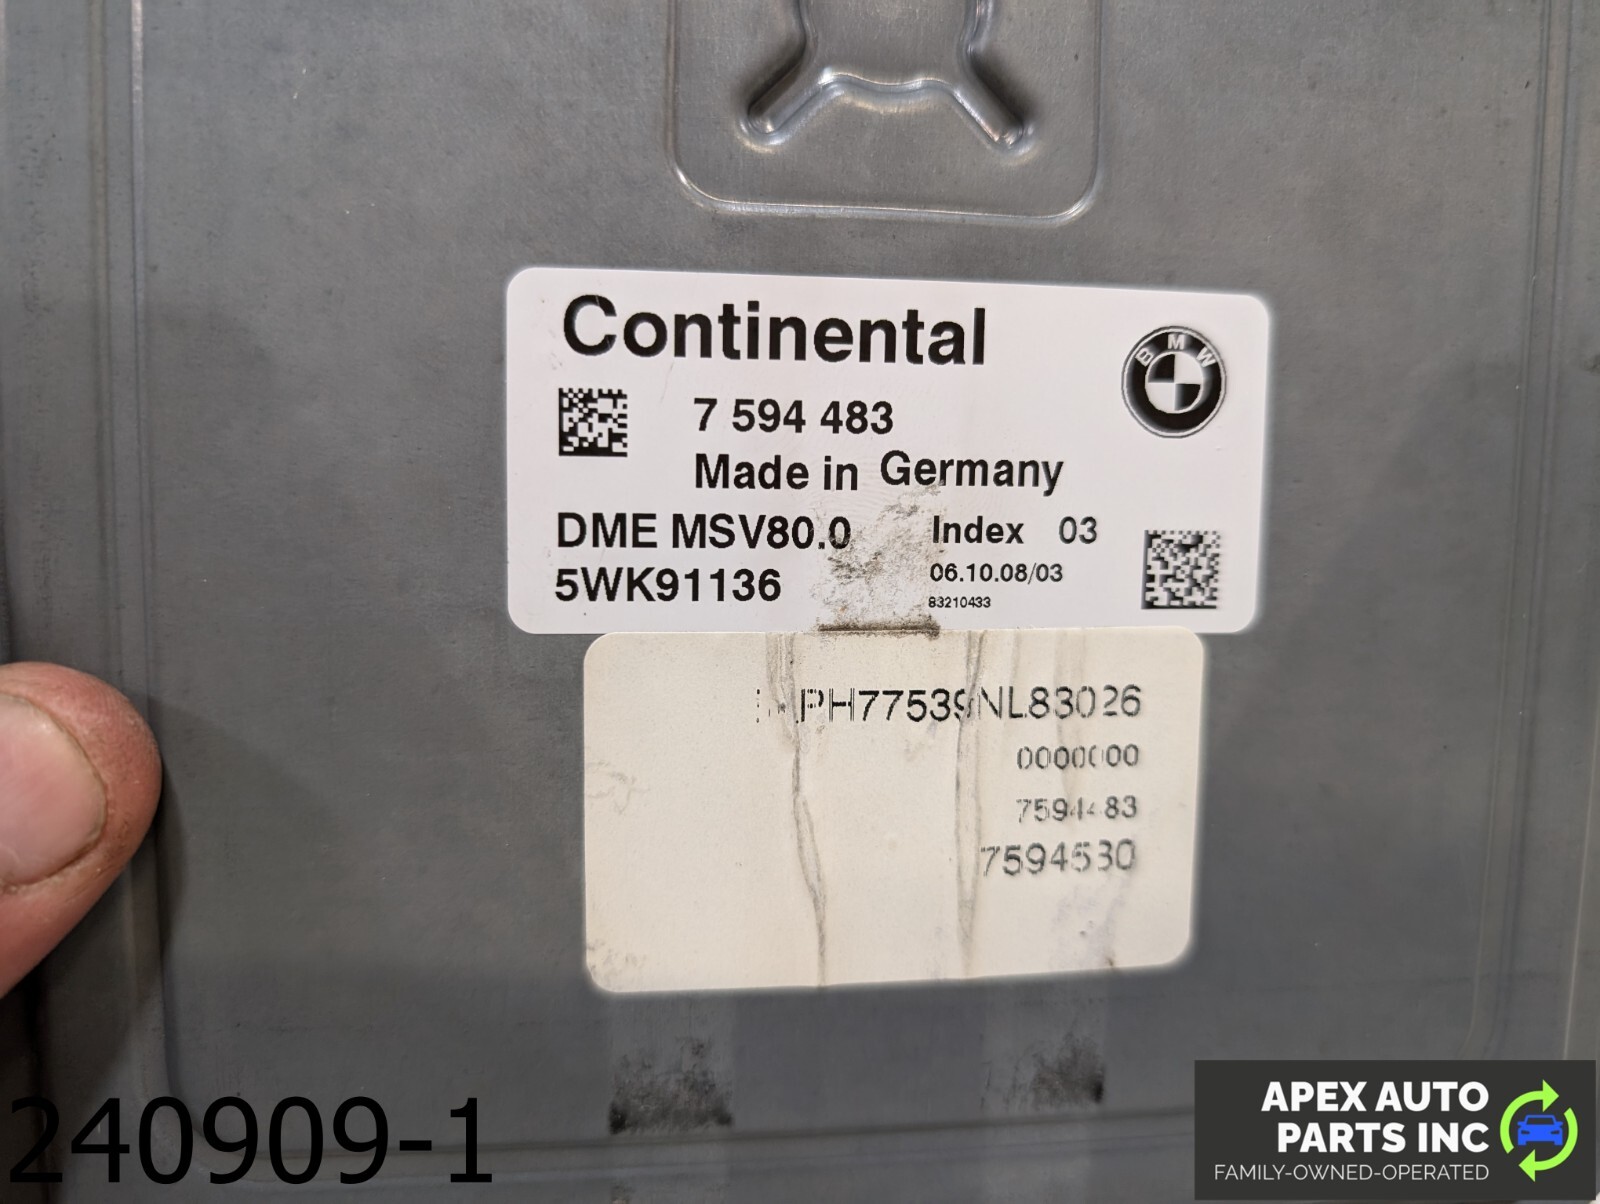 Continental
BMW
7 594 483
Made in Germany
DME MSV80.0
Index 03
5WK91136
06.10.08/03
83210433
PH77539NL83026
0000000
7594483
7594530
240909-1
APEX AUTO
PARTS INC
FAMILY-OWNED-OPERATED